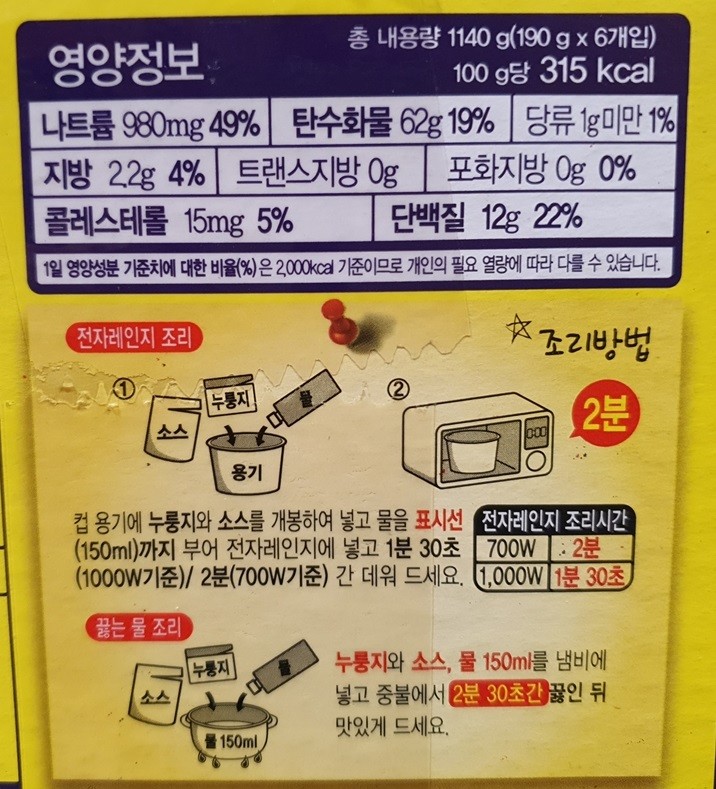 영양정보
총 내용량 1140 g(190 g x 6개입)
100 g당 315 kcal
나트륨 980mg 49% 탄수화물 62g 19% 당류 1g미만 1%
지방 2.2g 4% 트랜스지방 0g 포화지방 0g 0%
콜레스테롤 15mg 5% 단백질 12g 22%
1일 영양성분 기준치에 대한 비율(%)은 2,000kcal 기준이므로 개인의 필요 열량에 따라 다를 수 있습니다.
☆ 조리방법
전자레인지 조리
① 소스 누룽지 물 용기
② 0:00 2분
컵 용기에 누룽지와 소스를 개봉하여 넣고 물을 표시선
(150ml)까지 부어 전자레인지에 넣고 1분 30초
(1000W기준)/ 2분(700W기준) 간 데워 드세요.
전자레인지 조리시간
700W 2분
1,000W 1분 30초
끓는 물 조리
소스 누룽지 물
물 150ml
누룽지와 소스, 물 150ml를 냄비에
넣고 중불에서 2분 30초간 끓인 뒤
맛있게 드세요.